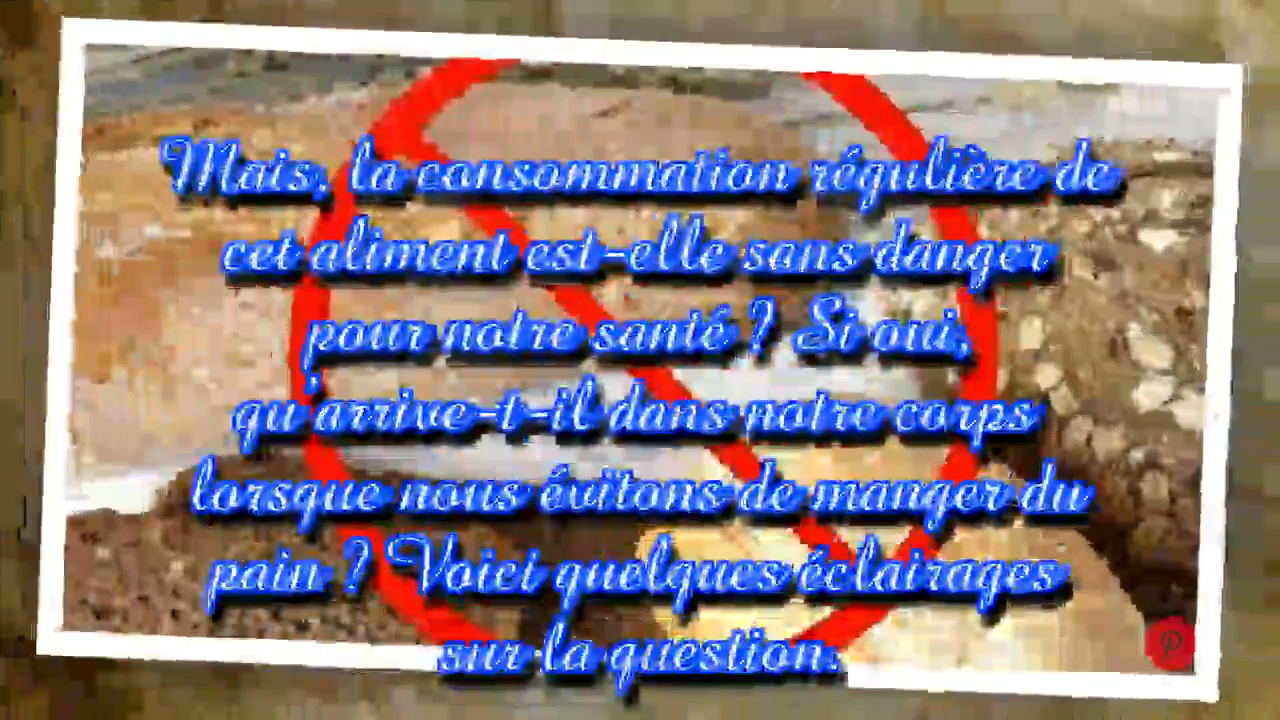 Mais, la consommation régulière de
cet aliment est-elle sans danger
pour notre santé ? Si oui,
qu'arrive-t-il dans notre corps
lorsque nous évitons de manger du
pain ? Voici quelques éclairages
sur la question.